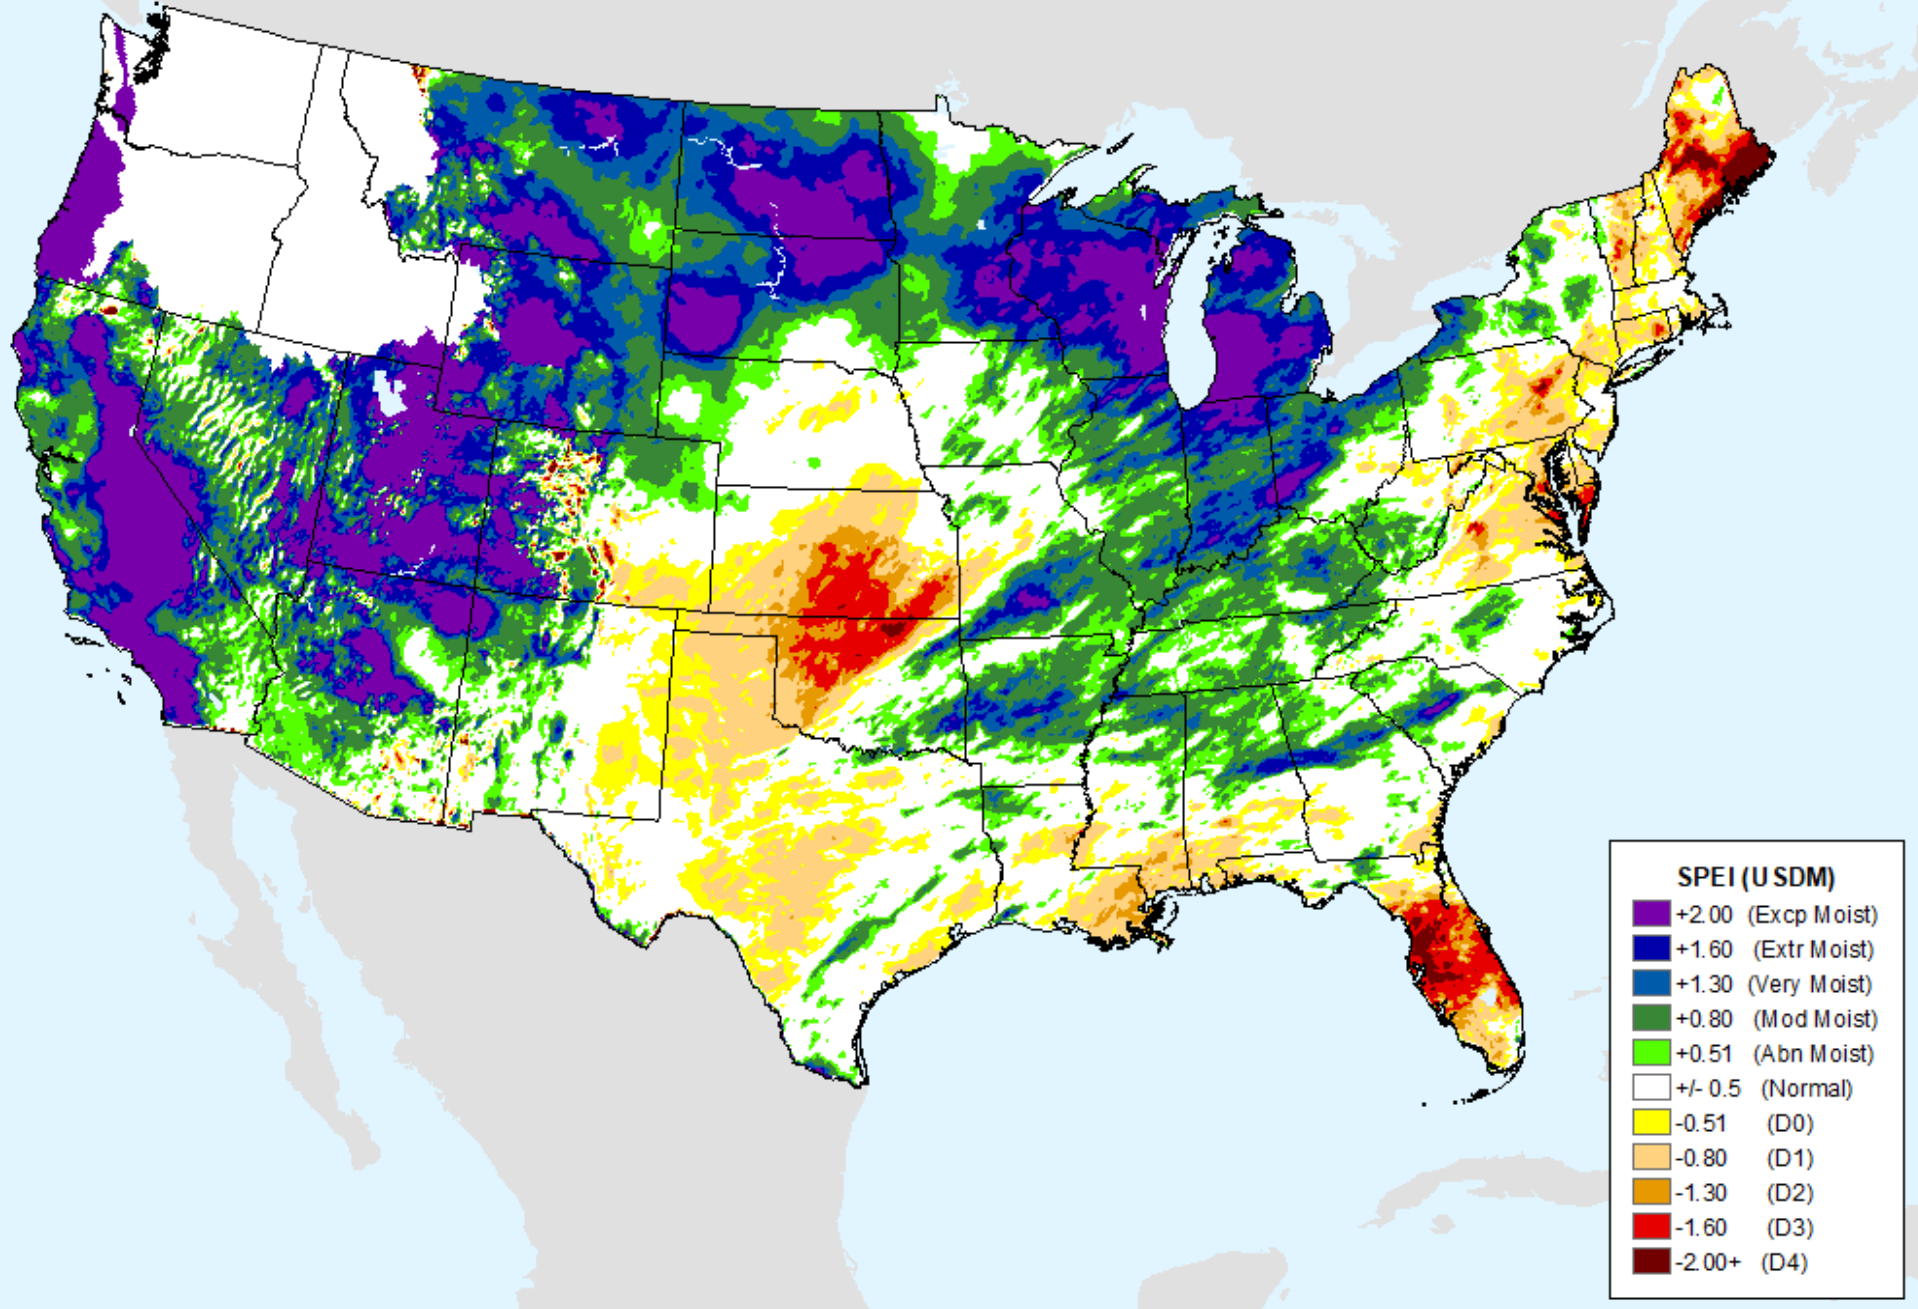 SPEI (USDM)
+2.00 (Excp Moist)
+1.60 (Extr Moist)
+1.30 (Very Moist)
+0.80 (Mod Moist)
+0.51 (Abn Moist)
+/- 0.5 (Normal)
-0.51 (D0)
-0.80 (D1)
-1.30 (D2)
-1.60 (D3)
-2.00+ (D4)